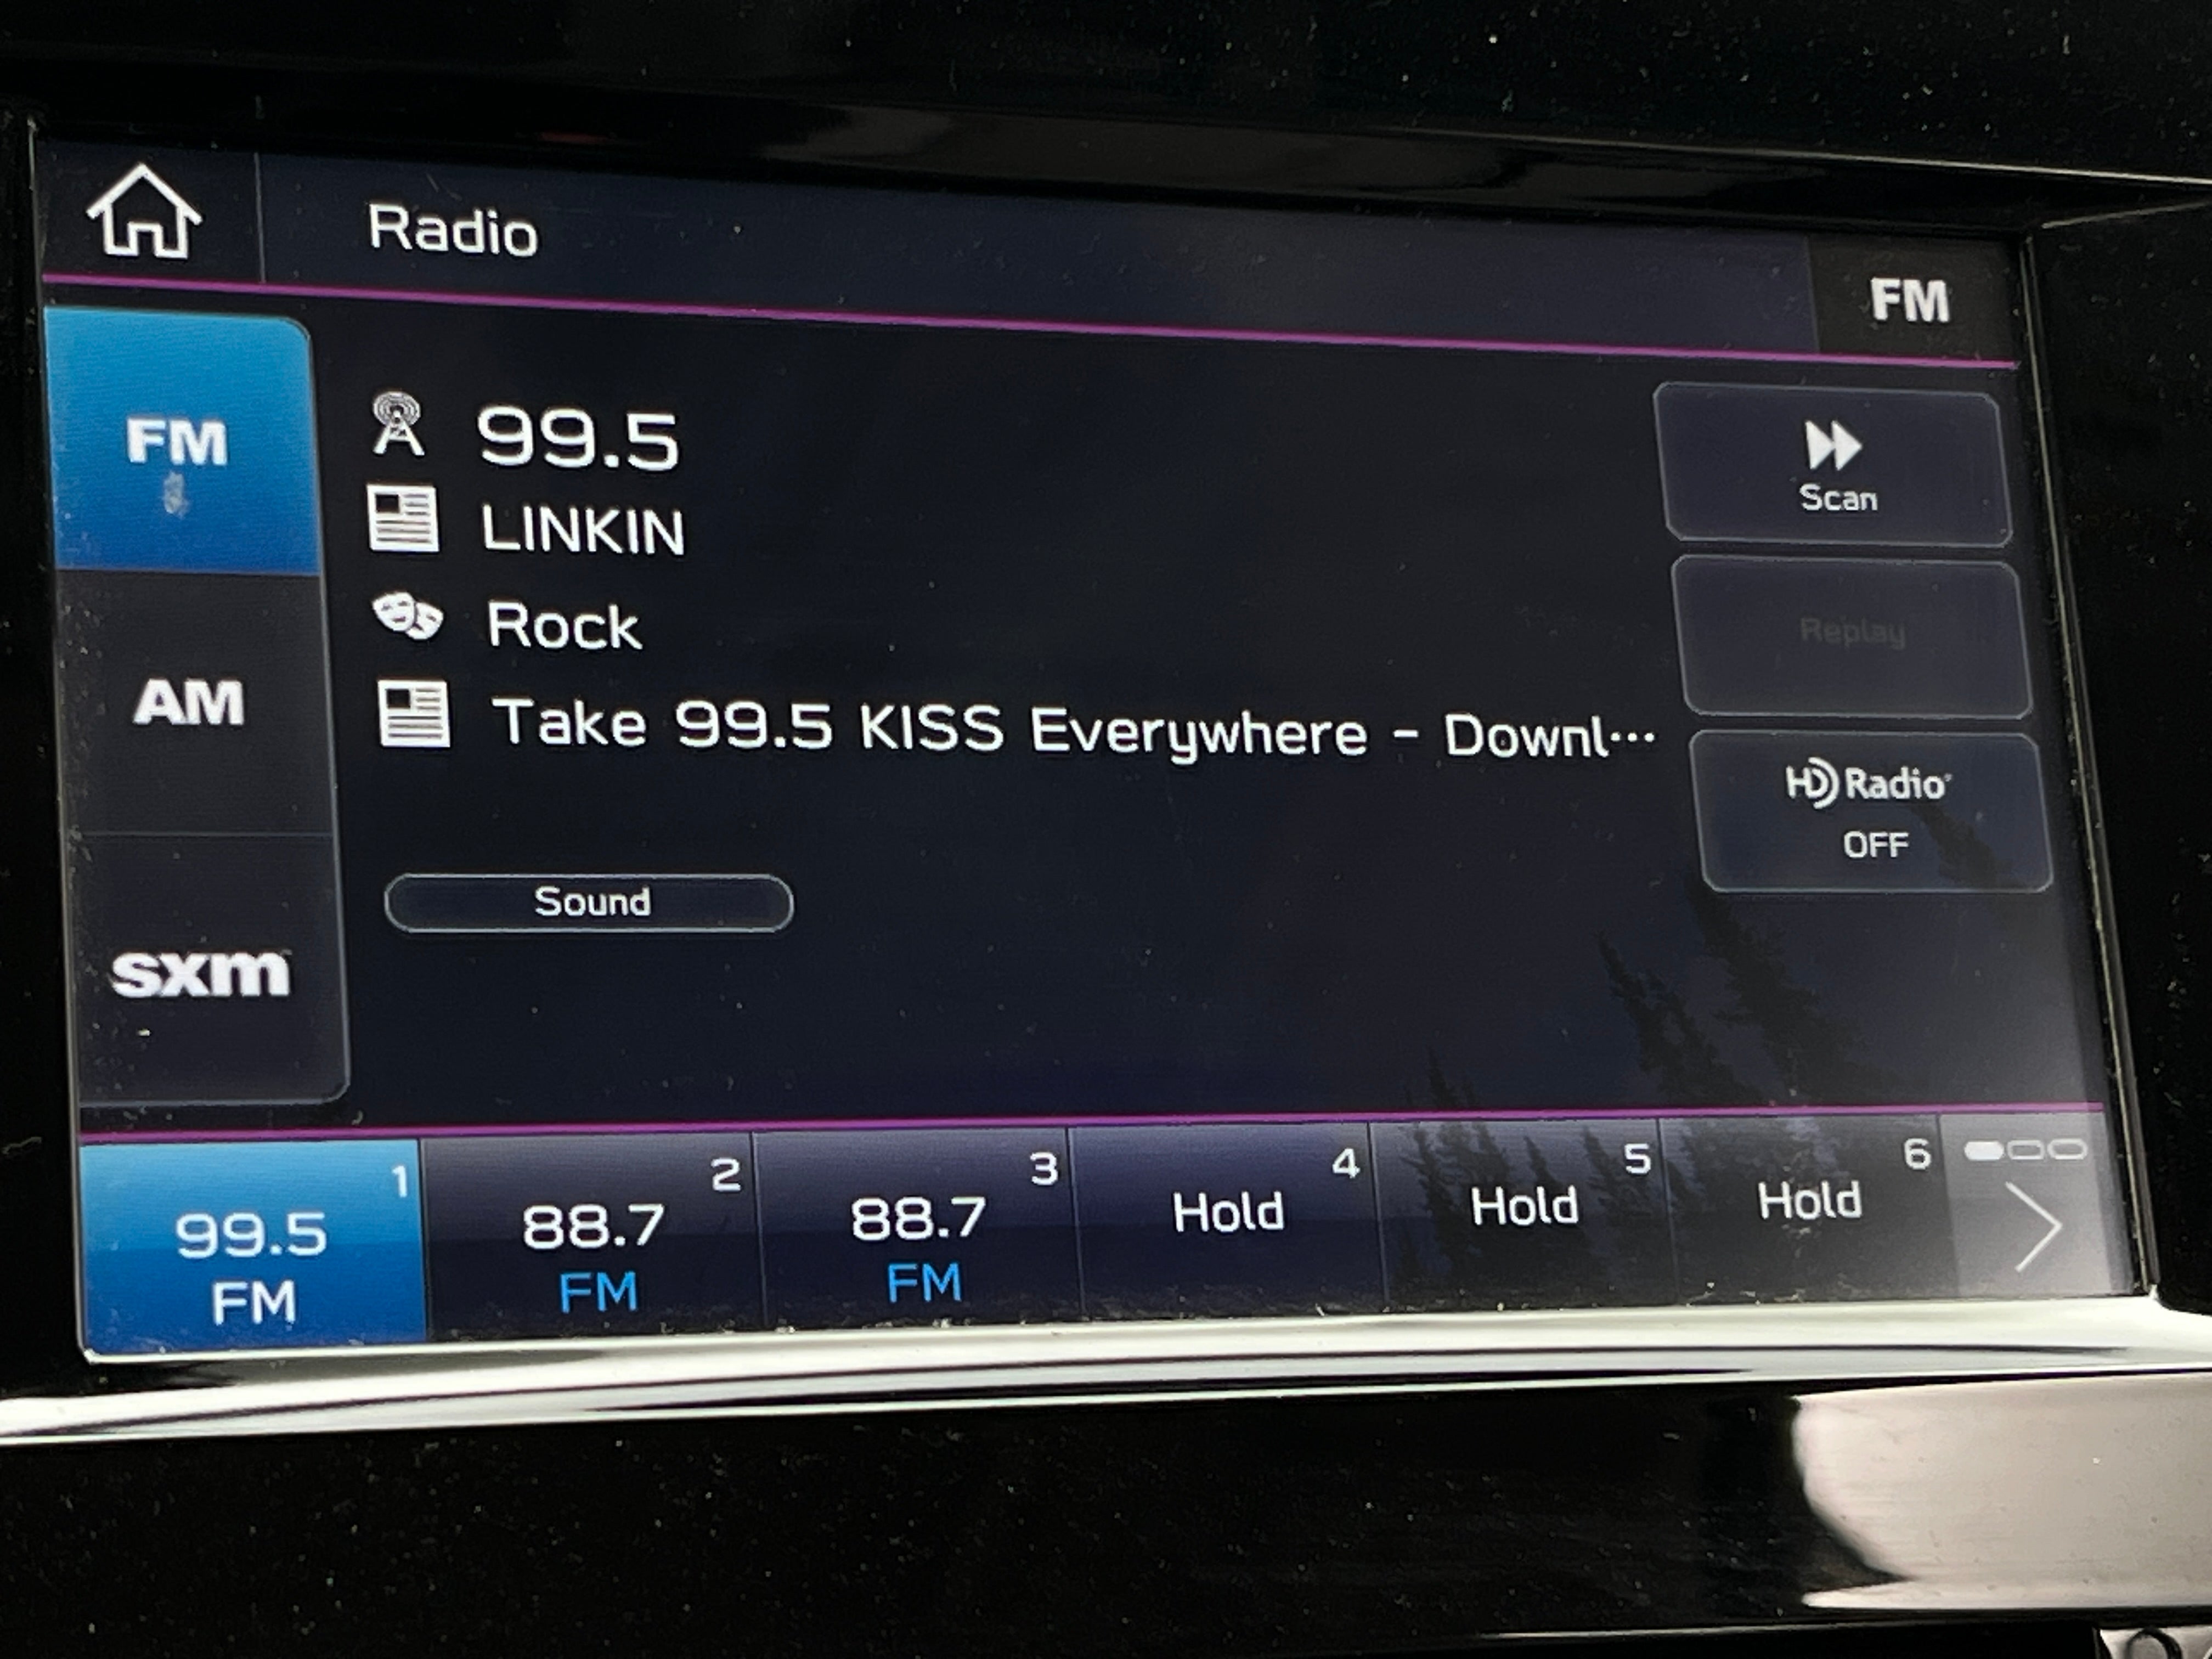 Radio
FM
FM
AM
sxm
99.5
LINKIN
Rock
Take 99.5 KISS Everywhere - Downl...
Sound
Scan
Replay
HD Radio
OFF
1
99.5
FM
2
88.7
FM
3
88.7
FM
4
Hold
5
Hold
6
Hold